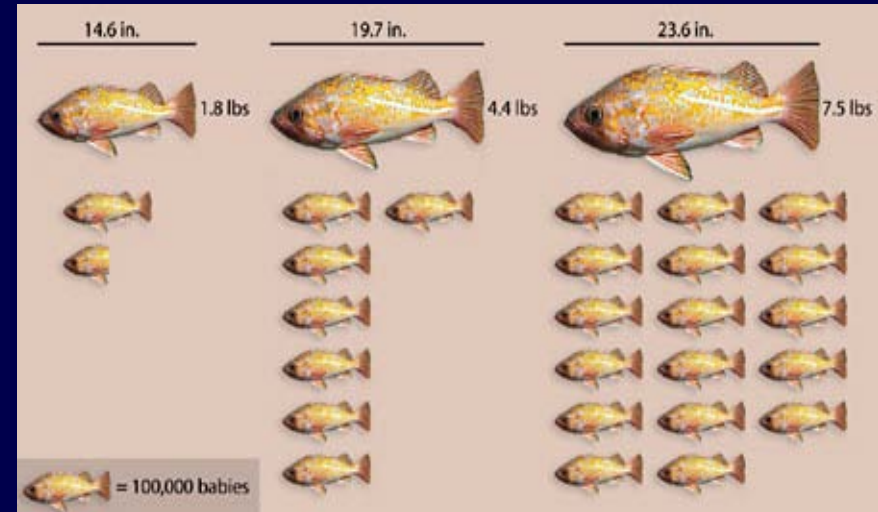 14.6 in.
19.7 in.
23.6 in.
1.8 lbs
4.4 lbs
7.5 lbs
= 100,000 babies